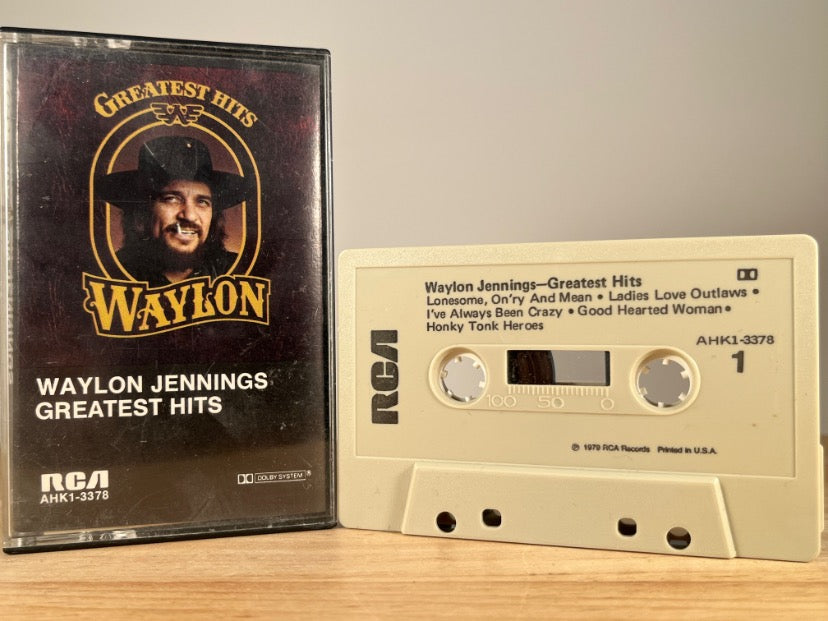 GREATEST HITS
W
WAYLON
WAYLON JENNINGS
GREATEST HITS
RCA
AHK1-3378
DOLBY SYSTEM®
Waylon Jennings—Greatest Hits
Lonesome, On'ry And Mean • Ladies Love Outlaws •
I've Always Been Crazy • Good Hearted Woman •
Honky Tonk Heroes
AHK1-3378
1
RCA
100 50 0
℗ 1979 RCA Records Printed in U.S.A.